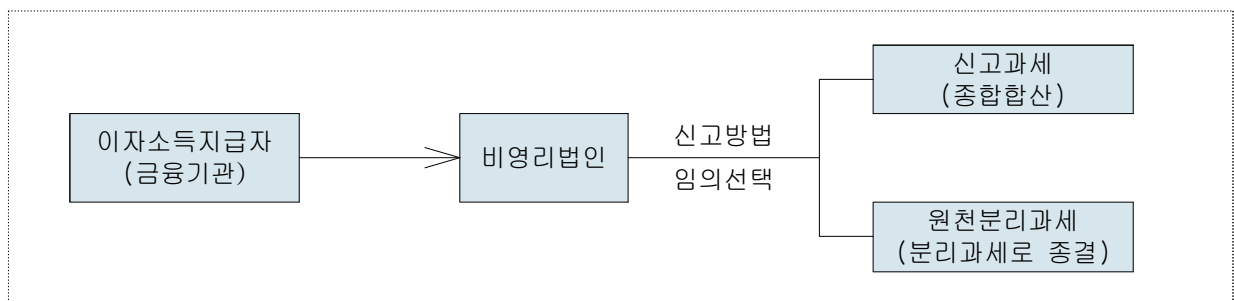 이자소득지급자
(금융기관)
비영리법인
신고방법
임의선택
신고과세
(종합합산)
원천분리과세
(분리과세로 종결)